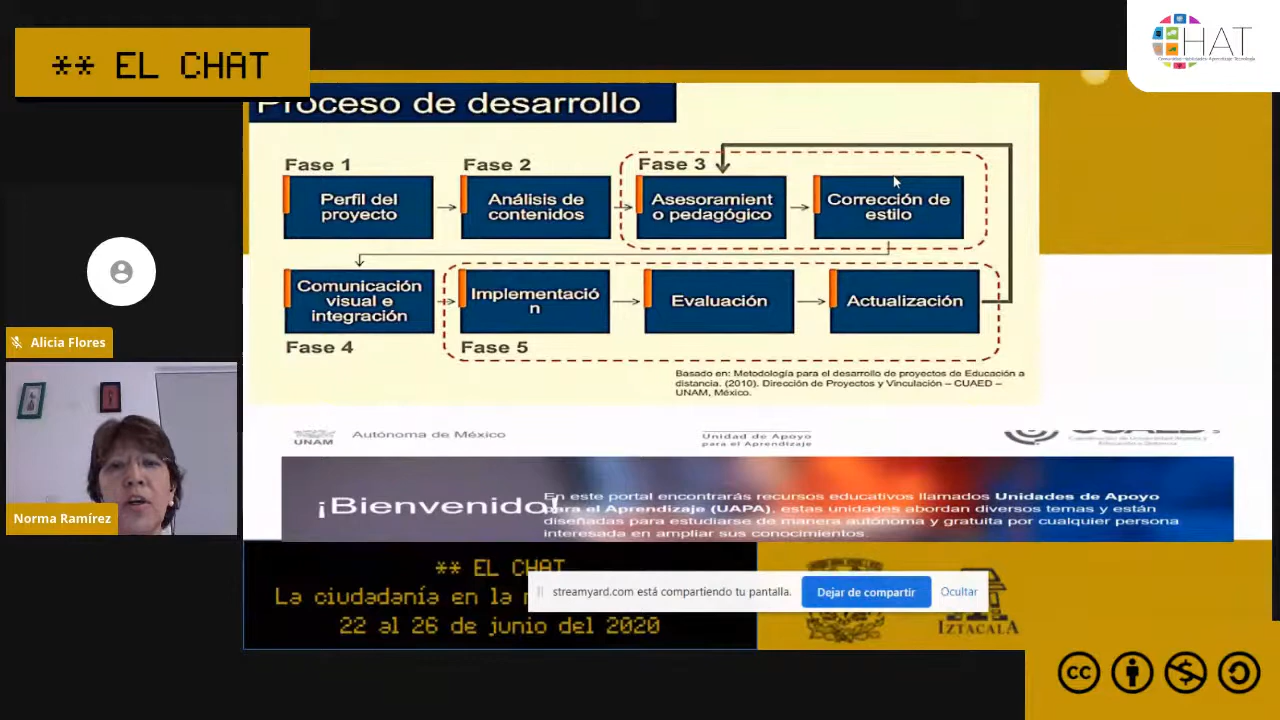 ** EL CHAT
HAT
Proceso de desarrollo
Fase 1
Fase 2
Fase 3
Perfil del
proyecto
Análisis de
contenidos
Asesoramient
o pedagógico
Corrección de
estilo
Comunicación
visual e
integración
Implementació
n
Evaluación
Actualización
Fase 4
Fase 5
Basado en: Metodología para el desarrollo de proyectos de Educación a
distancia. (2010). Dirección de Proyectos y Vinculación – CUAED –
UNAM, México.
UNAM
Autónoma de México
Unidad de Apoyo
para el Aprendizaje
¡Bienvenido!
En este portal encontrarás recursos educativos llamados Unidades de Apoyo
para el Aprendizaje (UAPA), estas unidades abordan diversos temas y están
diseñadas para estudiarse de manera autónoma y gratuita por cualquier persona
interesada en ampliar sus conocimientos.
Alicia Flores
Norma Ramírez
** EL CHAT
La ciudadanía en la
22 al 26 de junio del 2020
streamyard.com está compartiendo tu pantalla.
Dejar de compartir
Ocultar
IZTACALA
cc